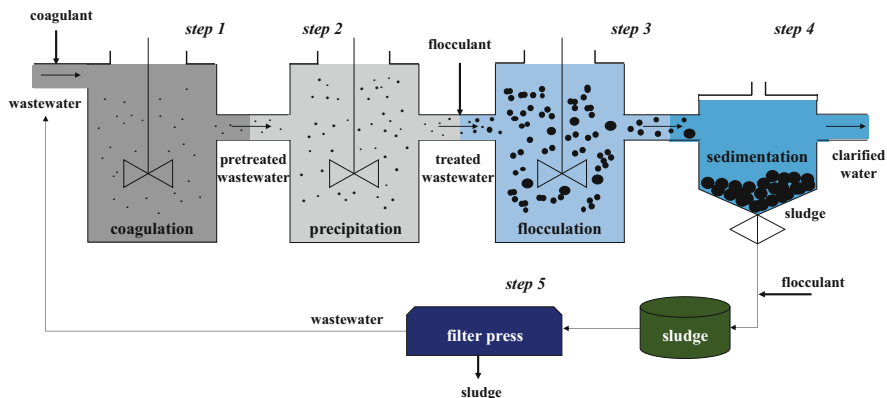 coagulant
step 1
step 2
flocculant
step 3
step 4
wastewater
pretreated
wastewater
treated
wastewater
sedimentation
clarified
water
sludge
coagulation
precipitation
flocculation
flocculant
step 5
wastewater
filter press
sludge
sludge